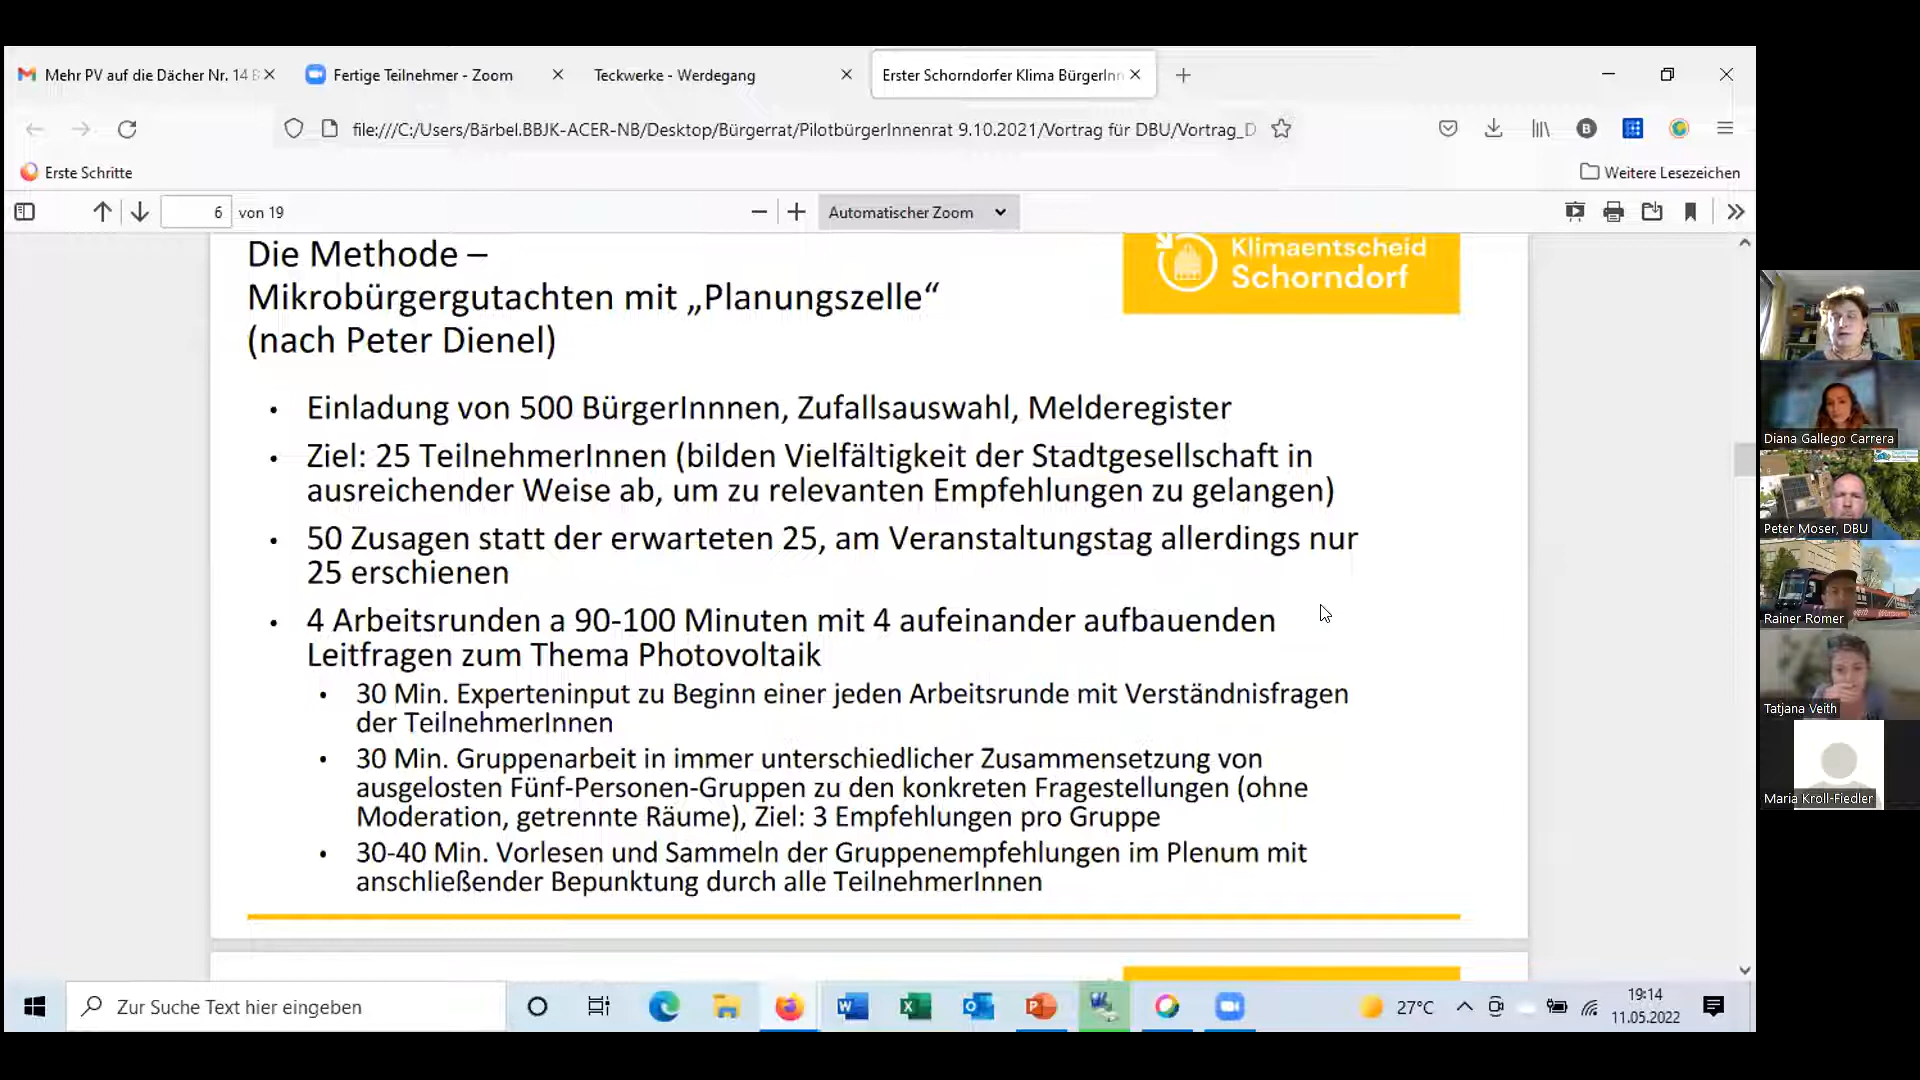 Mehr PV auf die Dächer Nr. 14
Fertige Teilnehmer - Zoom
Teckwerke - Werdegang
Erster Schorndorfer Klima BürgerInn
file:///C:/Users/Bärbel.BBJK-ACER-NB/Desktop/Bürgerrat/PilotbürgerInnenrat 9.10.2021/Vortrag für DBU/Vortrag_D
Erste Schritte
Weitere Lesezeichen
6 von 19
Automatischer Zoom
Die Methode –
Mikrobürgergutachten mit „Planungszelle“
(nach Peter Dienel)
Klimaentscheid
Schorndorf
• Einladung von 500 BürgerInnnen, Zufallsauswahl, Melderegister
• Ziel: 25 TeilnehmerInnen (bilden Vielfältigkeit der Stadtgesellschaft in
ausreichender Weise ab, um zu relevanten Empfehlungen zu gelangen)
• 50 Zusagen statt der erwarteten 25, am Veranstaltungstag allerdings nur
25 erschienen
• 4 Arbeitsrunden a 90-100 Minuten mit 4 aufeinander aufbauenden
Leitfragen zum Thema Photovoltaik
• 30 Min. Experteninput zu Beginn einer jeden Arbeitsrunde mit Verständnisfragen
der TeilnehmerInnen
• 30 Min. Gruppenarbeit in immer unterschiedlicher Zusammensetzung von
ausgelosten Fünf-Personen-Gruppen zu den konkreten Fragestellungen (ohne
Moderation, getrennte Räume), Ziel: 3 Empfehlungen pro Gruppe
• 30-40 Min. Vorlesen und Sammeln der Gruppenempfehlungen im Plenum mit
anschließender Bepunktung durch alle TeilnehmerInnen
Diana Gallego Carrera
Peter Moser, DBU
Rainer Romer
Tatjana Veith
Maria Kroll-Fiedler
Zur Suche Text hier eingeben
27°C
19:14
11.05.2022